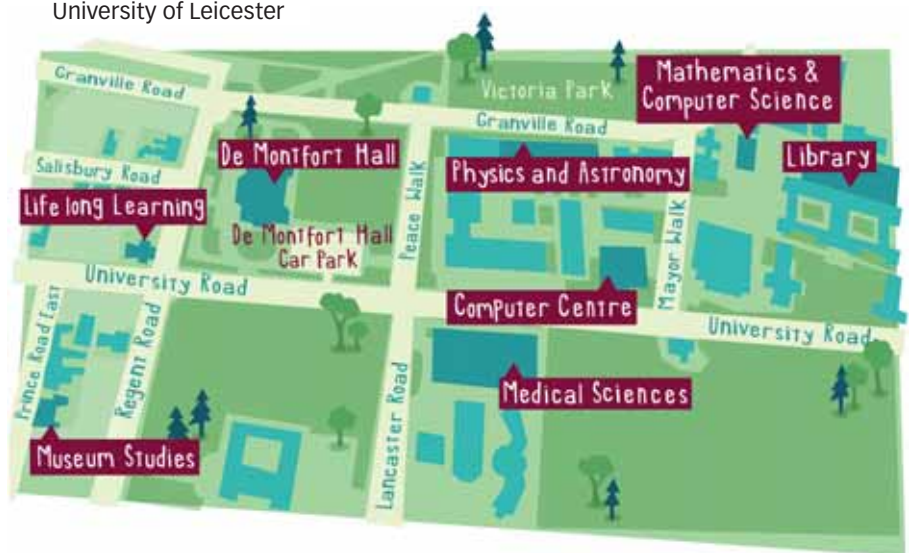 University of Leicester
Granville Road
Victoria Park
Mathematics &
Computer Science
Granville Road
De Montfort Hall
Physics and Astronomy
Library
Salisbury Road
Life long Learning
Peace Walk
Mayor Walk
De Montfort Hall
Car Park
University Road
Computer Centre
University Road
Prince Road East
Regent Road
Lancaster Road
Medical Sciences
Museum Studies